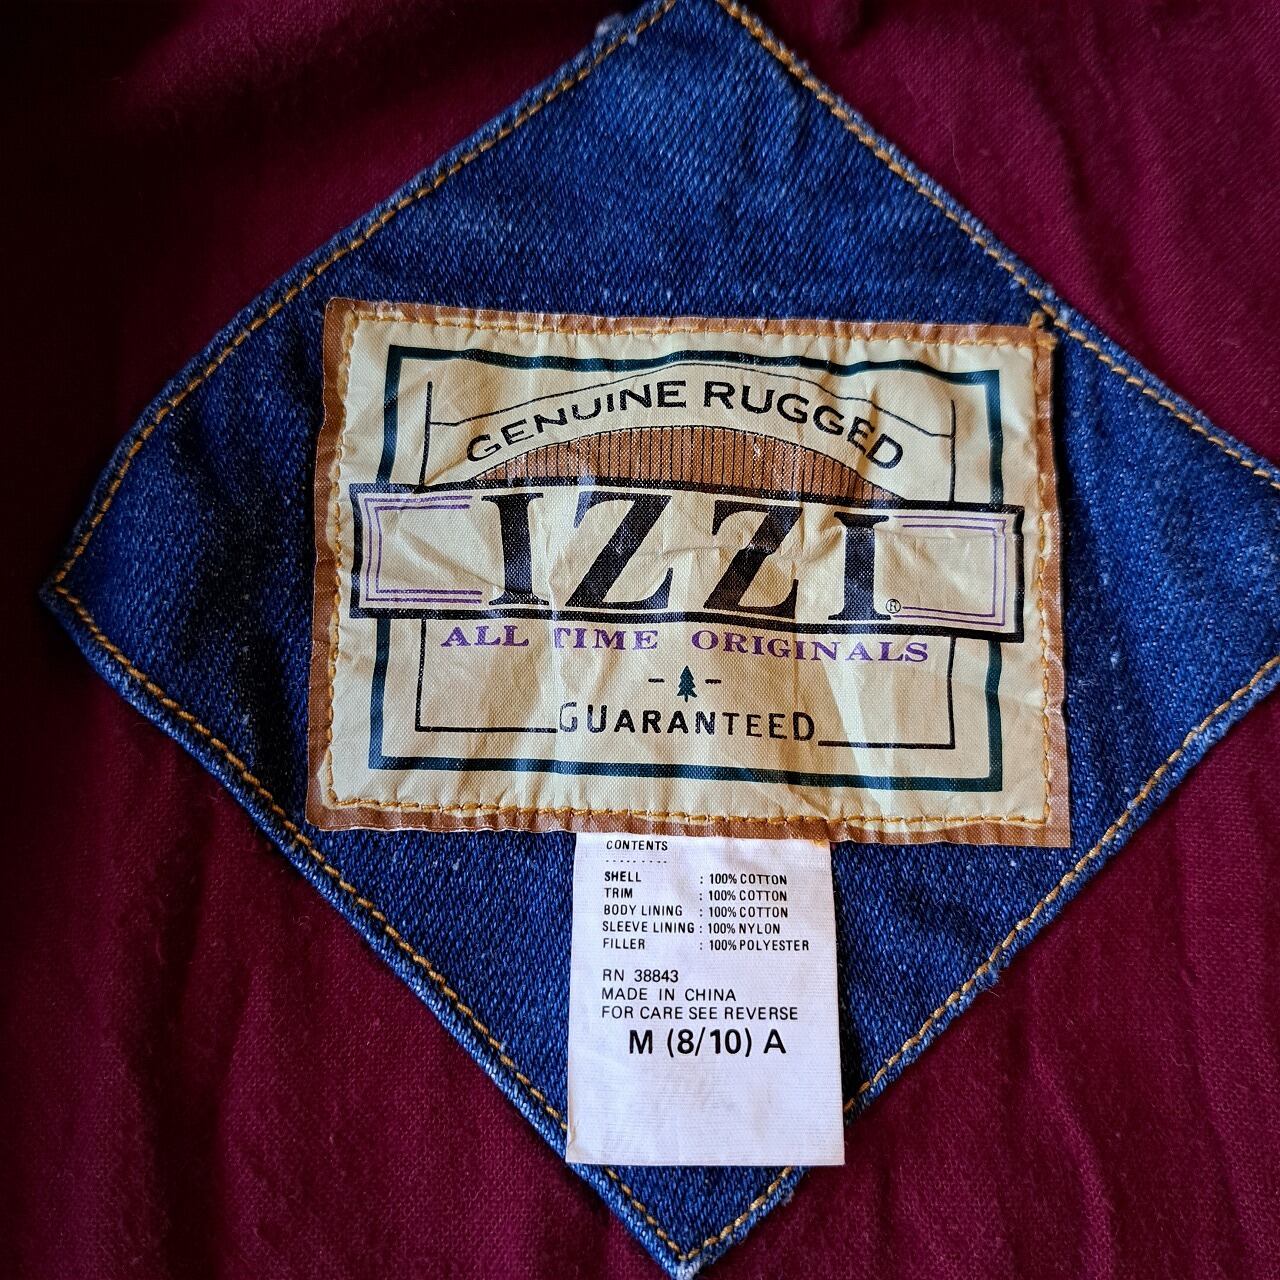 GENUINE RUGGED
IZZI®
ALL TIME ORIGINALS
GUARANTEED
CONTENTS
---------
SHELL : 100% COTTON
TRIM : 100% COTTON
BODY LINING : 100% COTTON
SLEEVE LINING : 100% NYLON
FILLER : 100% POLYESTER
RN 38843
MADE IN CHINA
FOR CARE SEE REVERSE
M (8/10) A